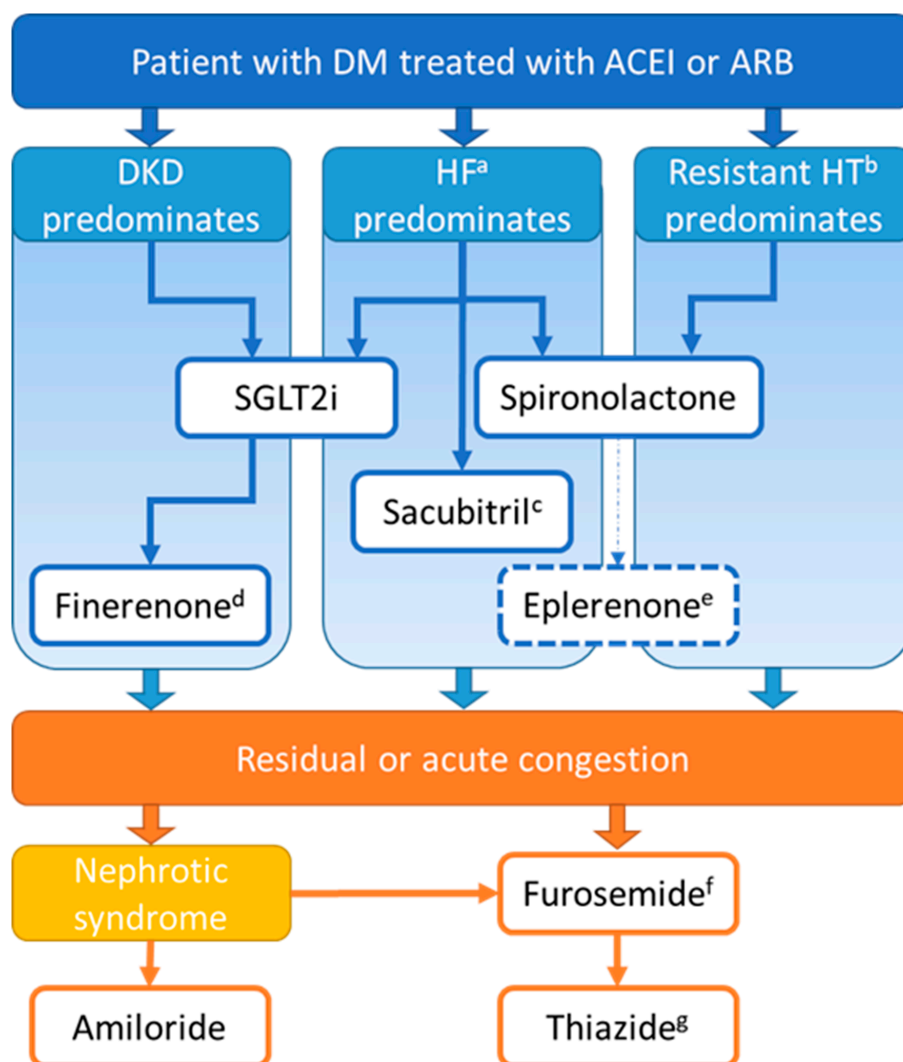 Patient with DM treated with ACEI or ARB
DKD
predominates
HFᵃ
predominates
Resistant HTᵇ
predominates
SGLT2i
Spironolactone
Sacubitrilᶜ
Finerenoneᵈ
Eplerenoneᵉ
Residual or acute congestion
Nephrotic
syndrome
Furosemideᶠ
Amiloride
Thiazideᵍ